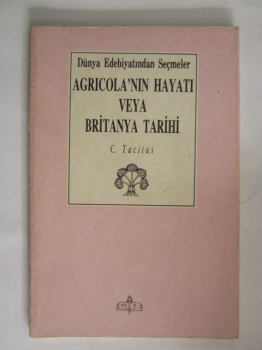 Dünya Edebiyatından Seçmeler
AGRICOLA'NIN HAYATI
VEYA
BRİTANYA TARİHİ
C. Tacitus